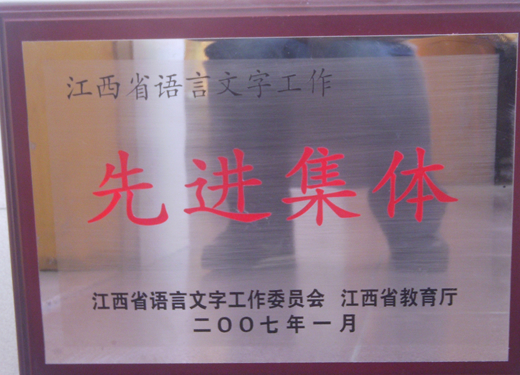 江西省语言文字工作
先进集体
江西省语言文字工作委员会 江西省教育厅
二〇〇七年一月